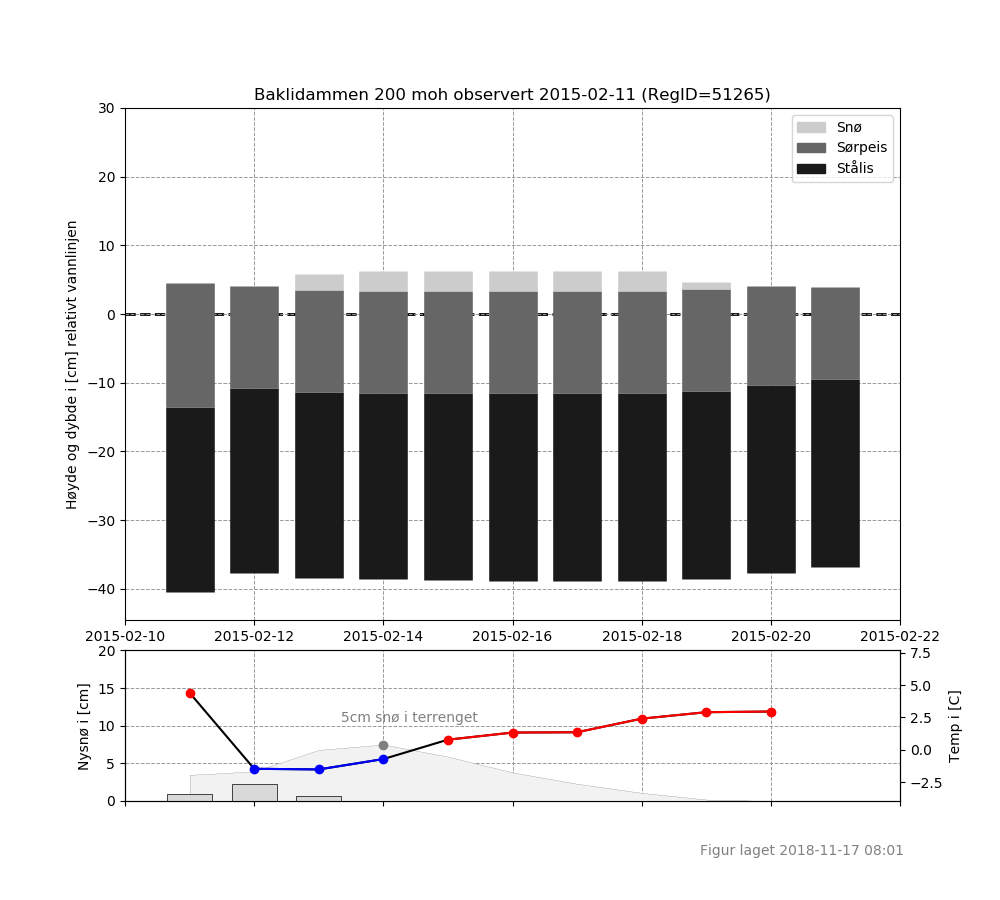 Baklidammen 200 moh observert 2015-02-11 (RegID=51265)
Høyde og dybde i [cm] relativt vannlinjen
30
20
10
0
−10
−20
−30
−40
Snø
Sørpeis
Stålis
2015-02-10 2015-02-12 2015-02-14 2015-02-16 2015-02-18 2015-02-20 2015-02-22
Nysnø i [cm]
20
15
10
5
0
5cm snø i terrenget
7.5
5.0
2.5
0.0
−2.5
Temp i [C]
Figur laget 2018-11-17 08:01